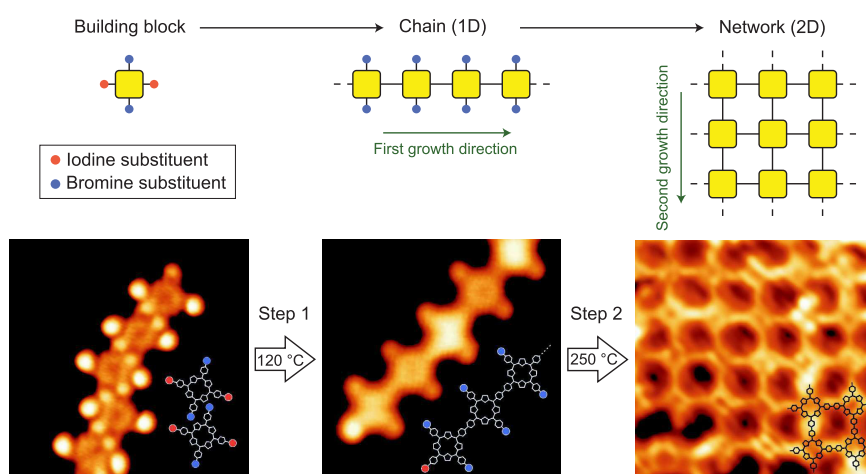 Building block
Chain (1D)
Network (2D)
First growth direction
Second growth direction
Iodine substituent
Bromine substituent
Step 1
120 °C
Step 2
250 °C